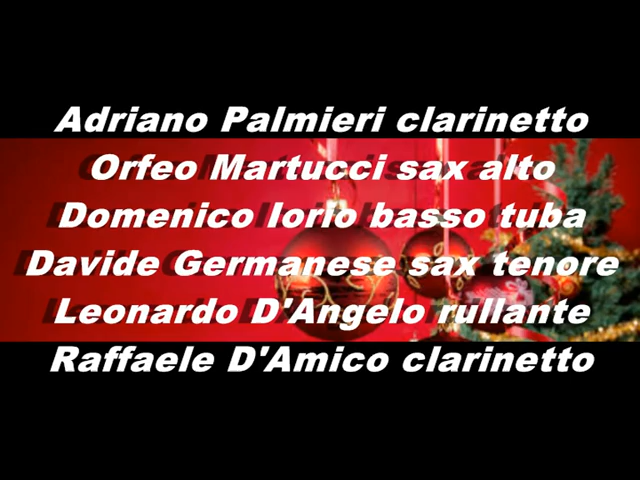 Adriano Palmieri clarinetto
Orfeo Martucci sax alto
Domenico Iorio basso tuba
Davide Germanese sax tenore
Leonardo D'Angelo rullante
Raffaele D'Amico clarinetto